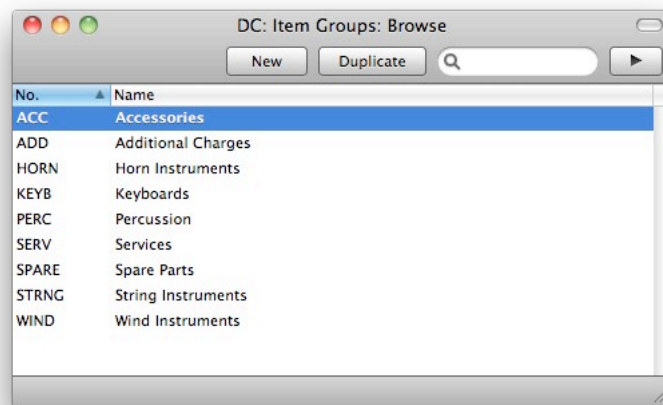 DC: Item Groups: Browse
New Duplicate
No. Name
ACC Accessories
ADD Additional Charges
HORN Horn Instruments
KEYB Keyboards
PERC Percussion
SERV Services
SPARE Spare Parts
STRNG String Instruments
WIND Wind Instruments